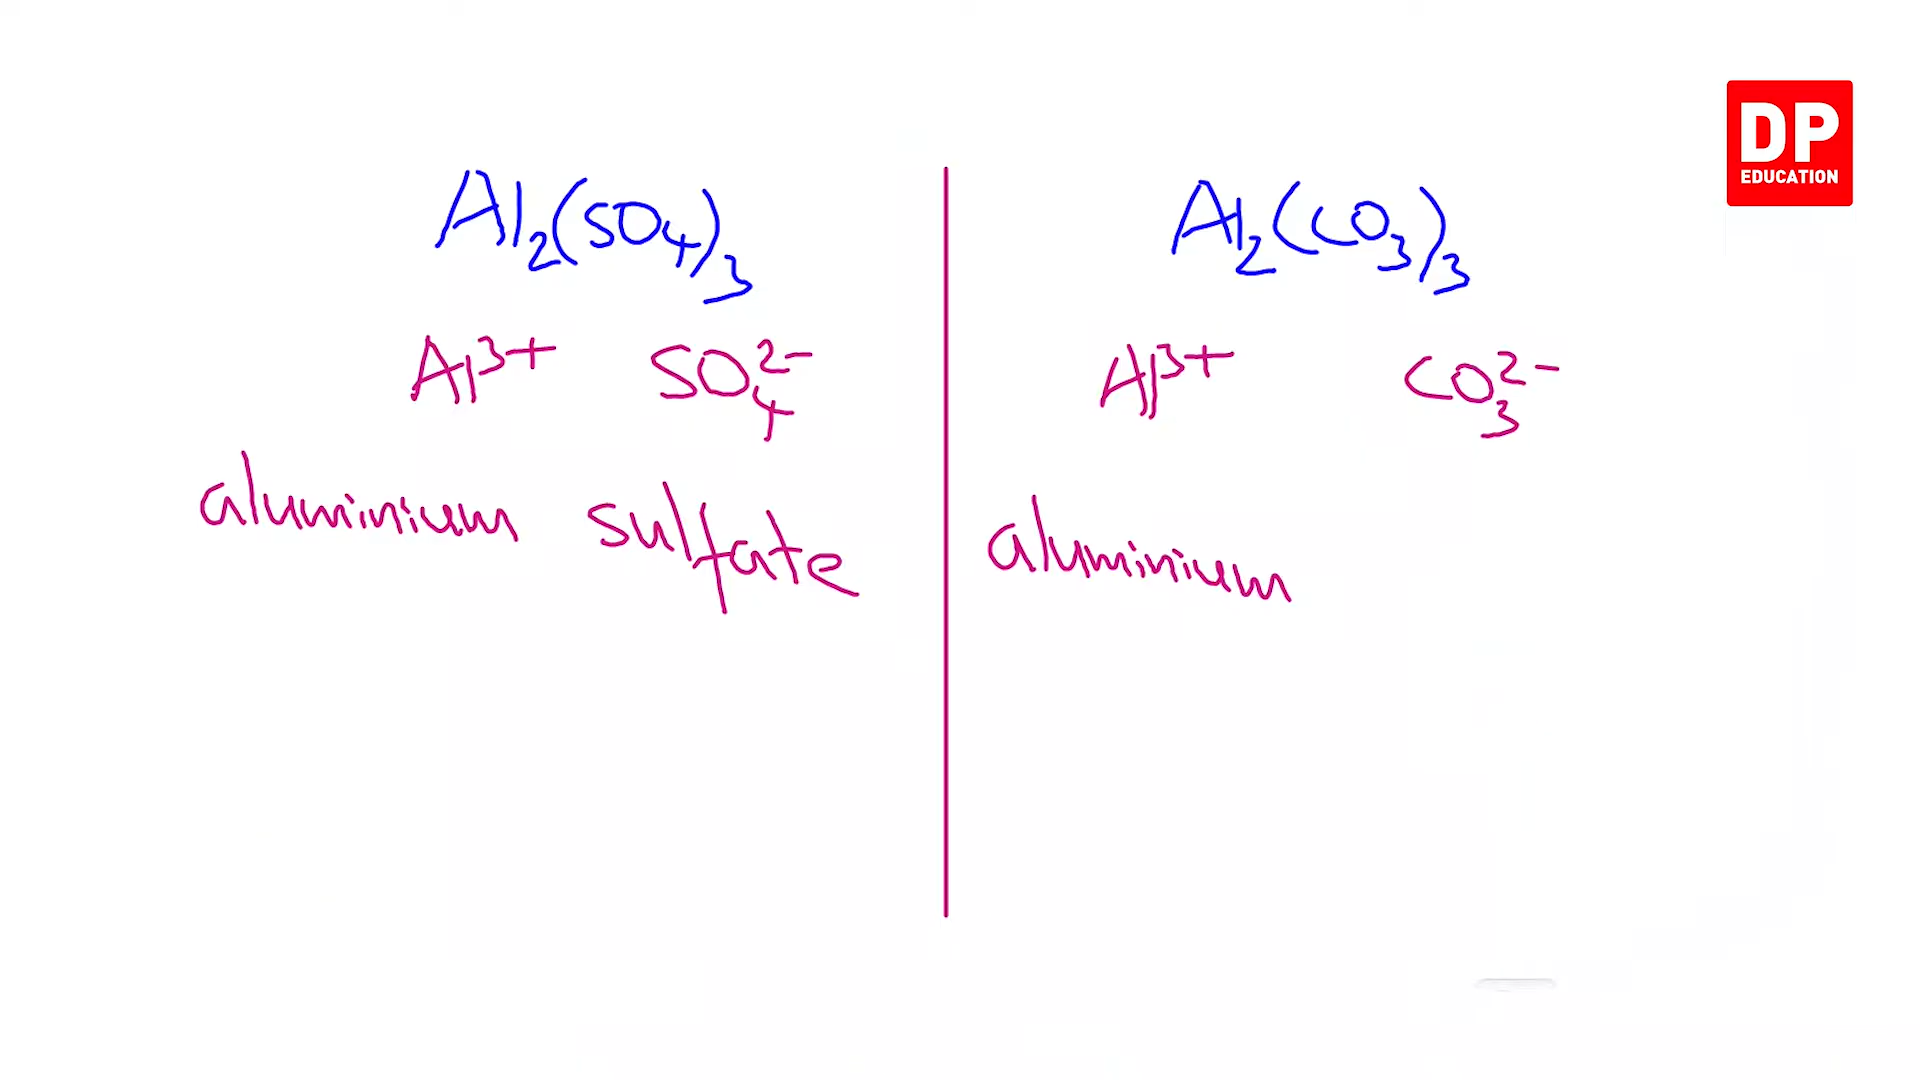 DP
EDUCATION
Al₂(SO₄)₃
Al³⁺ SO₄²⁻
aluminium sulfate
Al₂(CO₃)₃
Al³⁺ CO₃²⁻
aluminium